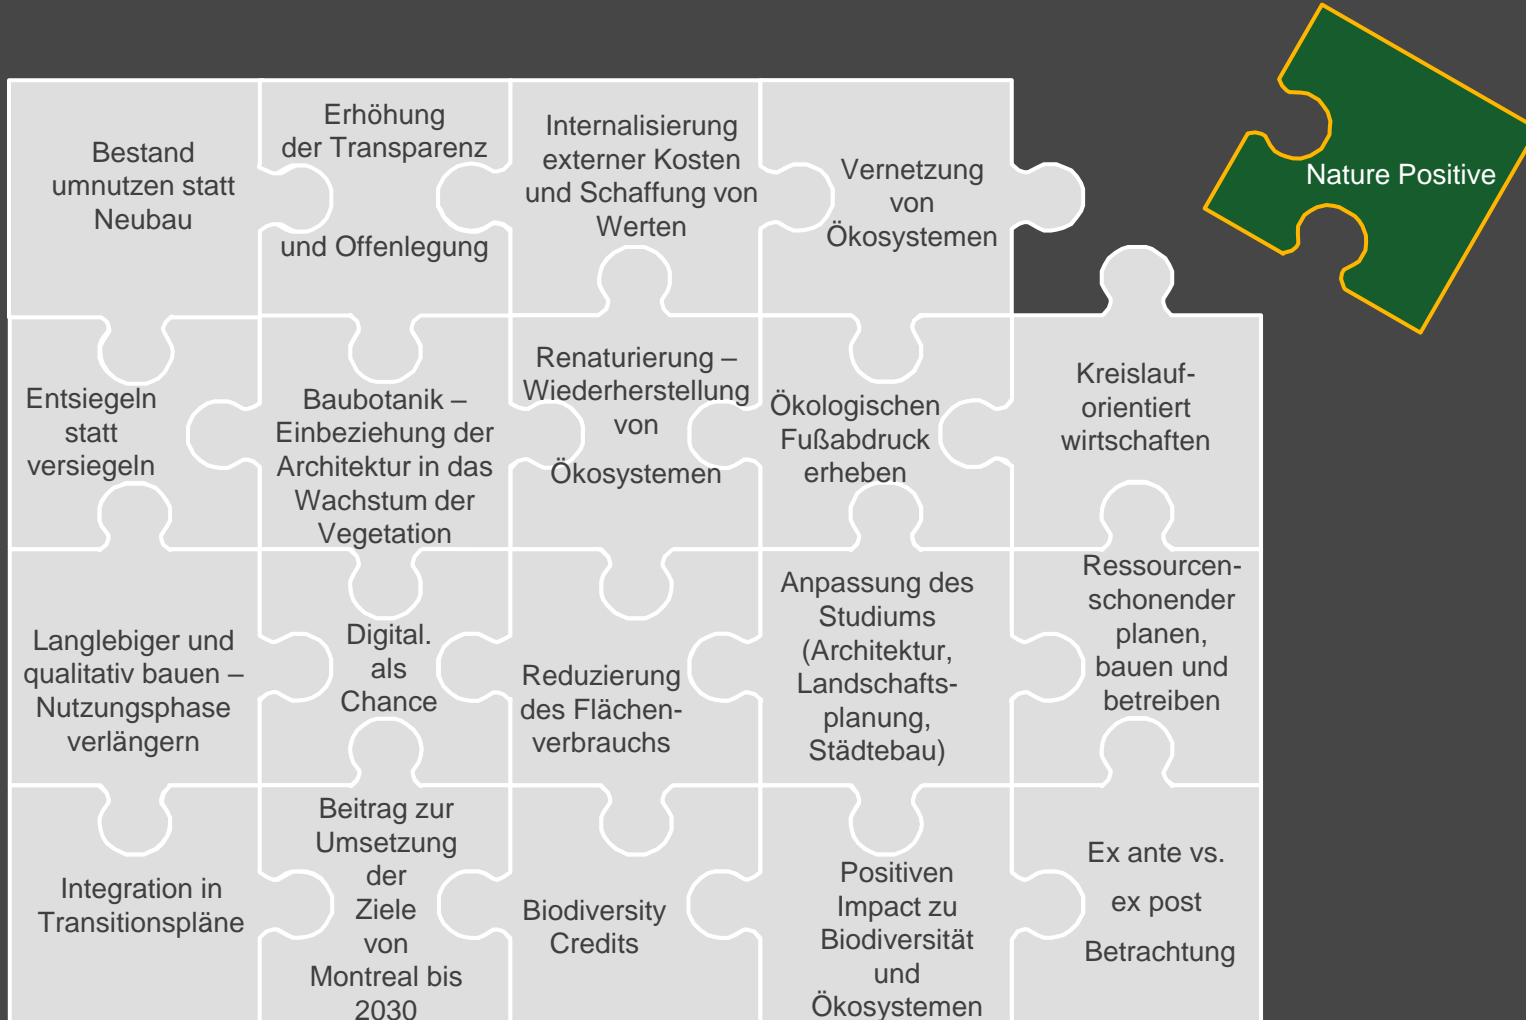 Bestand
umnutzen statt
Neubau
Erhöhung
der Transparenz
und Offenlegung
Internalisierung
externer Kosten
und Schaffung von
Werten
Vernetzung
von
Ökosystemen
Nature Positive
Entsiegeln
statt
versiegeln
Baubotanik –
Einbeziehung der
Architektur in das
Wachstum der
Vegetation
Renaturierung –
Wiederherstellung
von
Ökosystemen
Ökologischen
Fußabdruck
erheben
Kreislauf-
orientiert
wirtschaften
Langlebiger und
qualitativ bauen –
Nutzungsphase
verlängern
Digital.
als
Chance
Reduzierung
des Flächen-
verbrauchs
Anpassung des
Studiums
(Architektur,
Landschafts-
planung,
Städtebau)
Ressourcen-
schonender
planen,
bauen und
betreiben
Integration in
Transitionspläne
Beitrag zur
Umsetzung
der
Ziele
von
Montreal bis
2030
Biodiversity
Credits
Positiven
Impact zu
Biodiversität
und
Ökosystemen
Ex ante vs.
ex post
Betrachtung